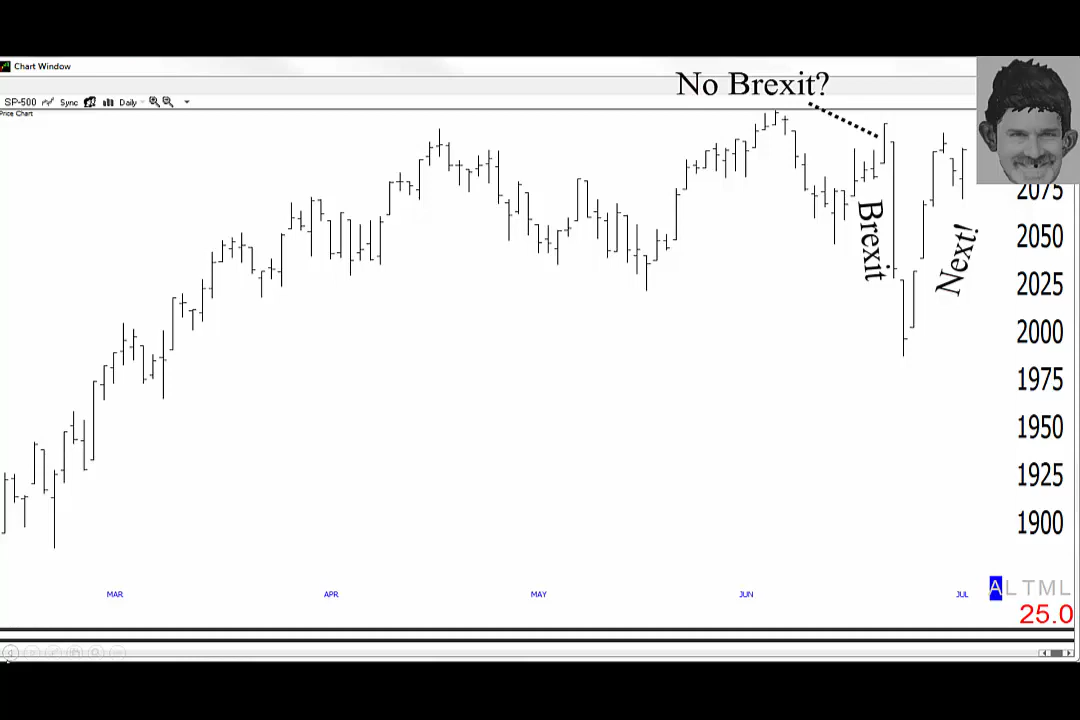 Chart Window
No Brexit?
SP-500
Sync
Daily
Price Chart
Brexit
Next!
2075
2050
2025
2000
1975
1950
1925
1900
MAR APR MAY JUN JUL
A L T M L
25.0